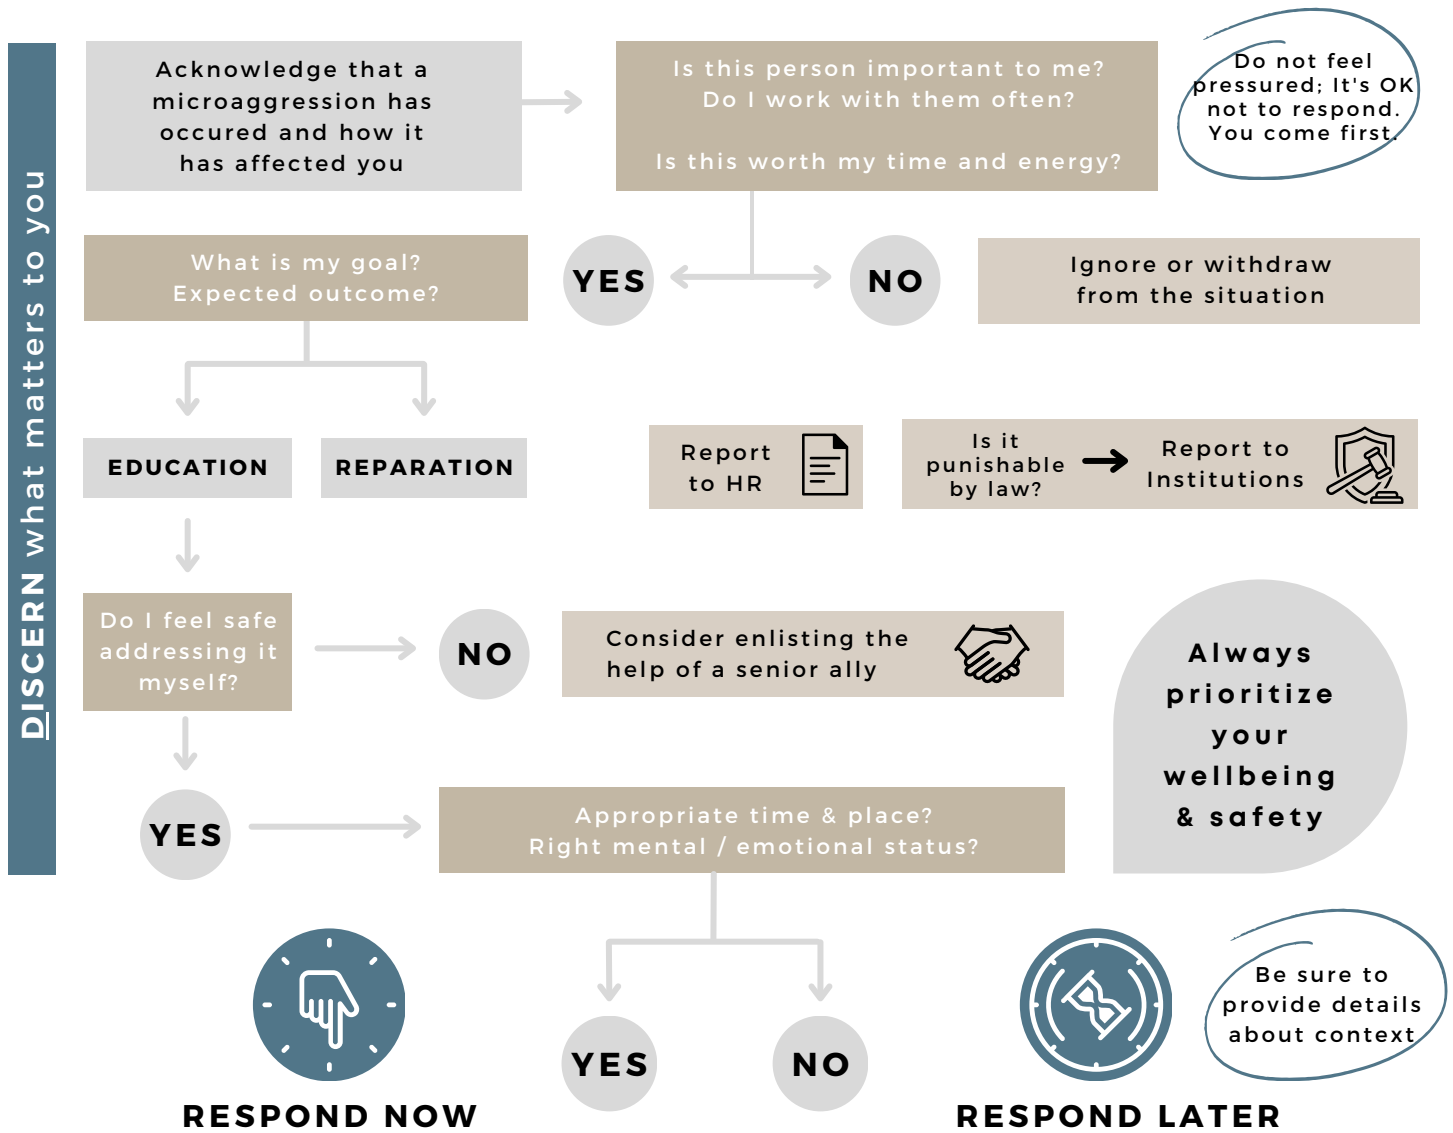 DISCERN what matters to you
Acknowledge that a
microaggression has
occured and how it
has affected you
Is this person important to me?
Do I work with them often?
Is this worth my time and energy?
Do not feel
pressured; It's OK
not to respond.
You come first.
What is my goal?
Expected outcome?
YES
NO
Ignore or withdraw
from the situation
EDUCATION
REPARATION
Report
to HR
Is it
punishable
by law?
Report to
Institutions
Do I feel safe
addressing it
myself?
NO
Consider enlisting the
help of a senior ally
Always
prioritize
your
wellbeing
& safety
YES
Appropriate time & place?
Right mental / emotional status?
YES
NO
Be sure to
provide details
about context
RESPOND NOW
RESPOND LATER